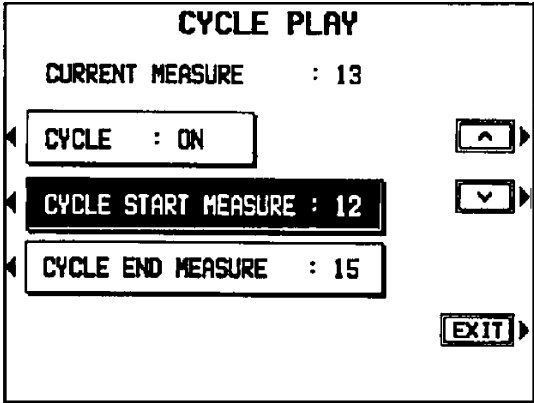 CYCLE PLAY
CURRENT MEASURE : 13
CYCLE : ON
CYCLE START MEASURE : 12
CYCLE END MEASURE : 15
EXIT